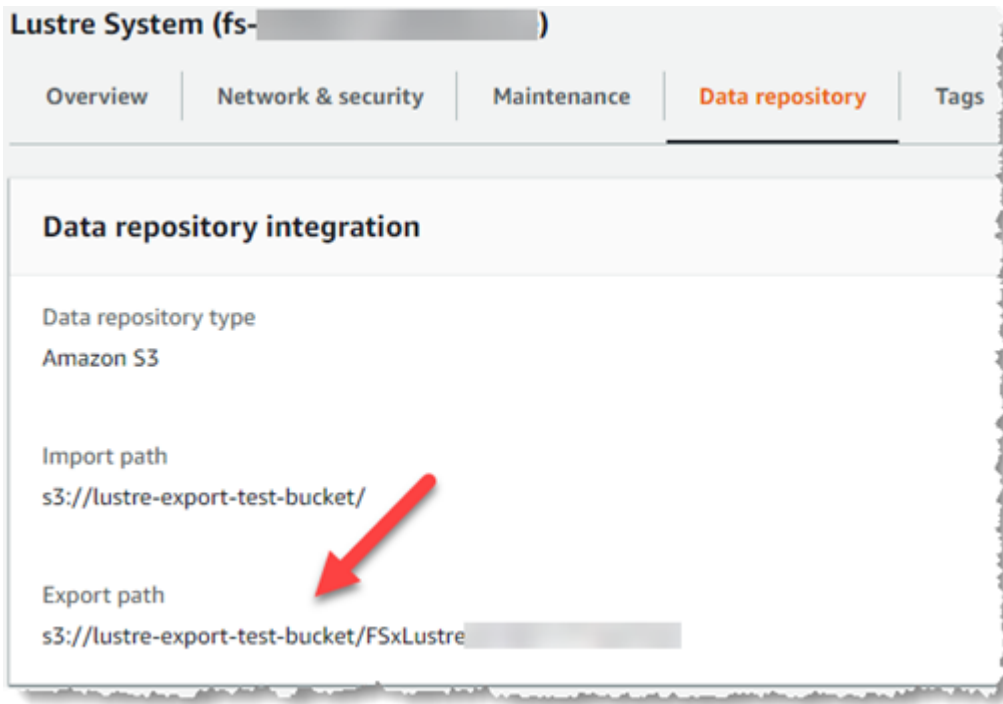 Lustre System (fs- )
Overview Network & security Maintenance Data repository Tags
Data repository integration
Data repository type
Amazon S3
Import path
s3://lustre-export-test-bucket/
Export path
s3://lustre-export-test-bucket/FSxLustre